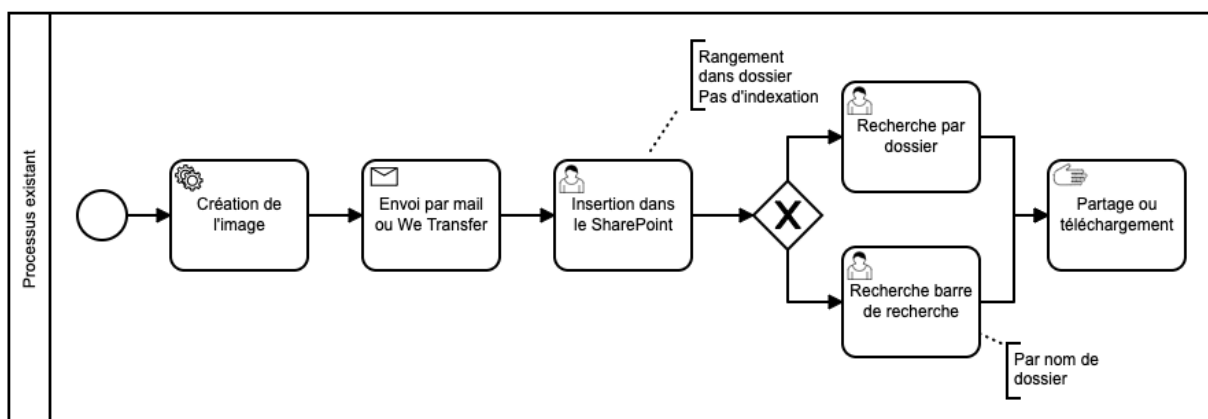 Processus existant
Création de
l'image
Envoi par mail
ou We Transfer
Insertion dans
le SharePoint
Rangement
dans dossier
Pas d'indexation
X
Recherche par
dossier
Recherche barre
de recherche
Par nom de
dossier
Partage ou
téléchargement